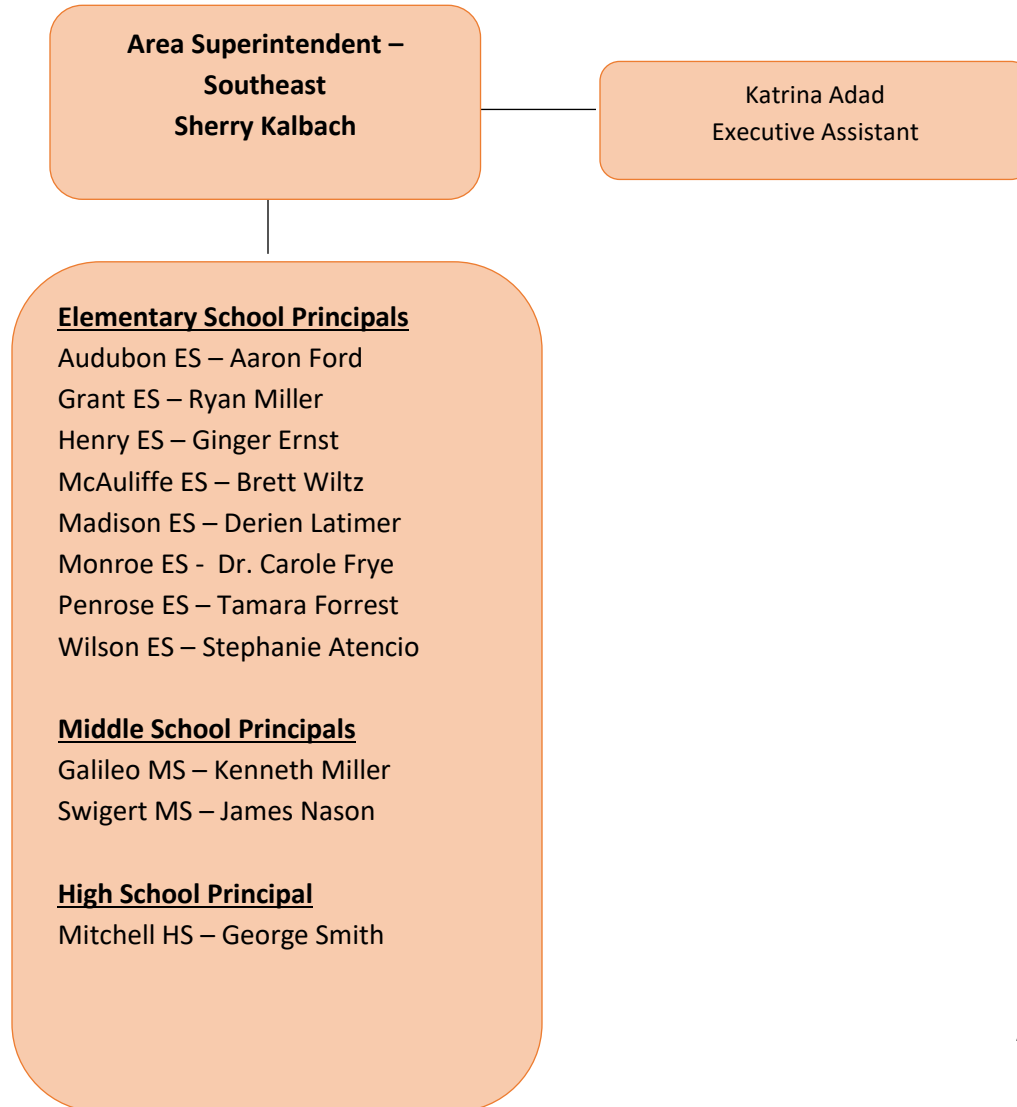 Area Superintendent –
Southeast
Sherry Kalbach
Katrina Adad
Executive Assistant
Elementary School Principals
Audubon ES – Aaron Ford
Grant ES – Ryan Miller
Henry ES – Ginger Ernst
McAuliffe ES – Brett Wiltz
Madison ES – Derien Latimer
Monroe ES -  Dr. Carole Frye
Penrose ES – Tamara Forrest
Wilson ES – Stephanie Atencio
Middle School Principals
Galileo MS – Kenneth Miller
Swigert MS – James Nason
High School Principal
Mitchell HS – George Smith